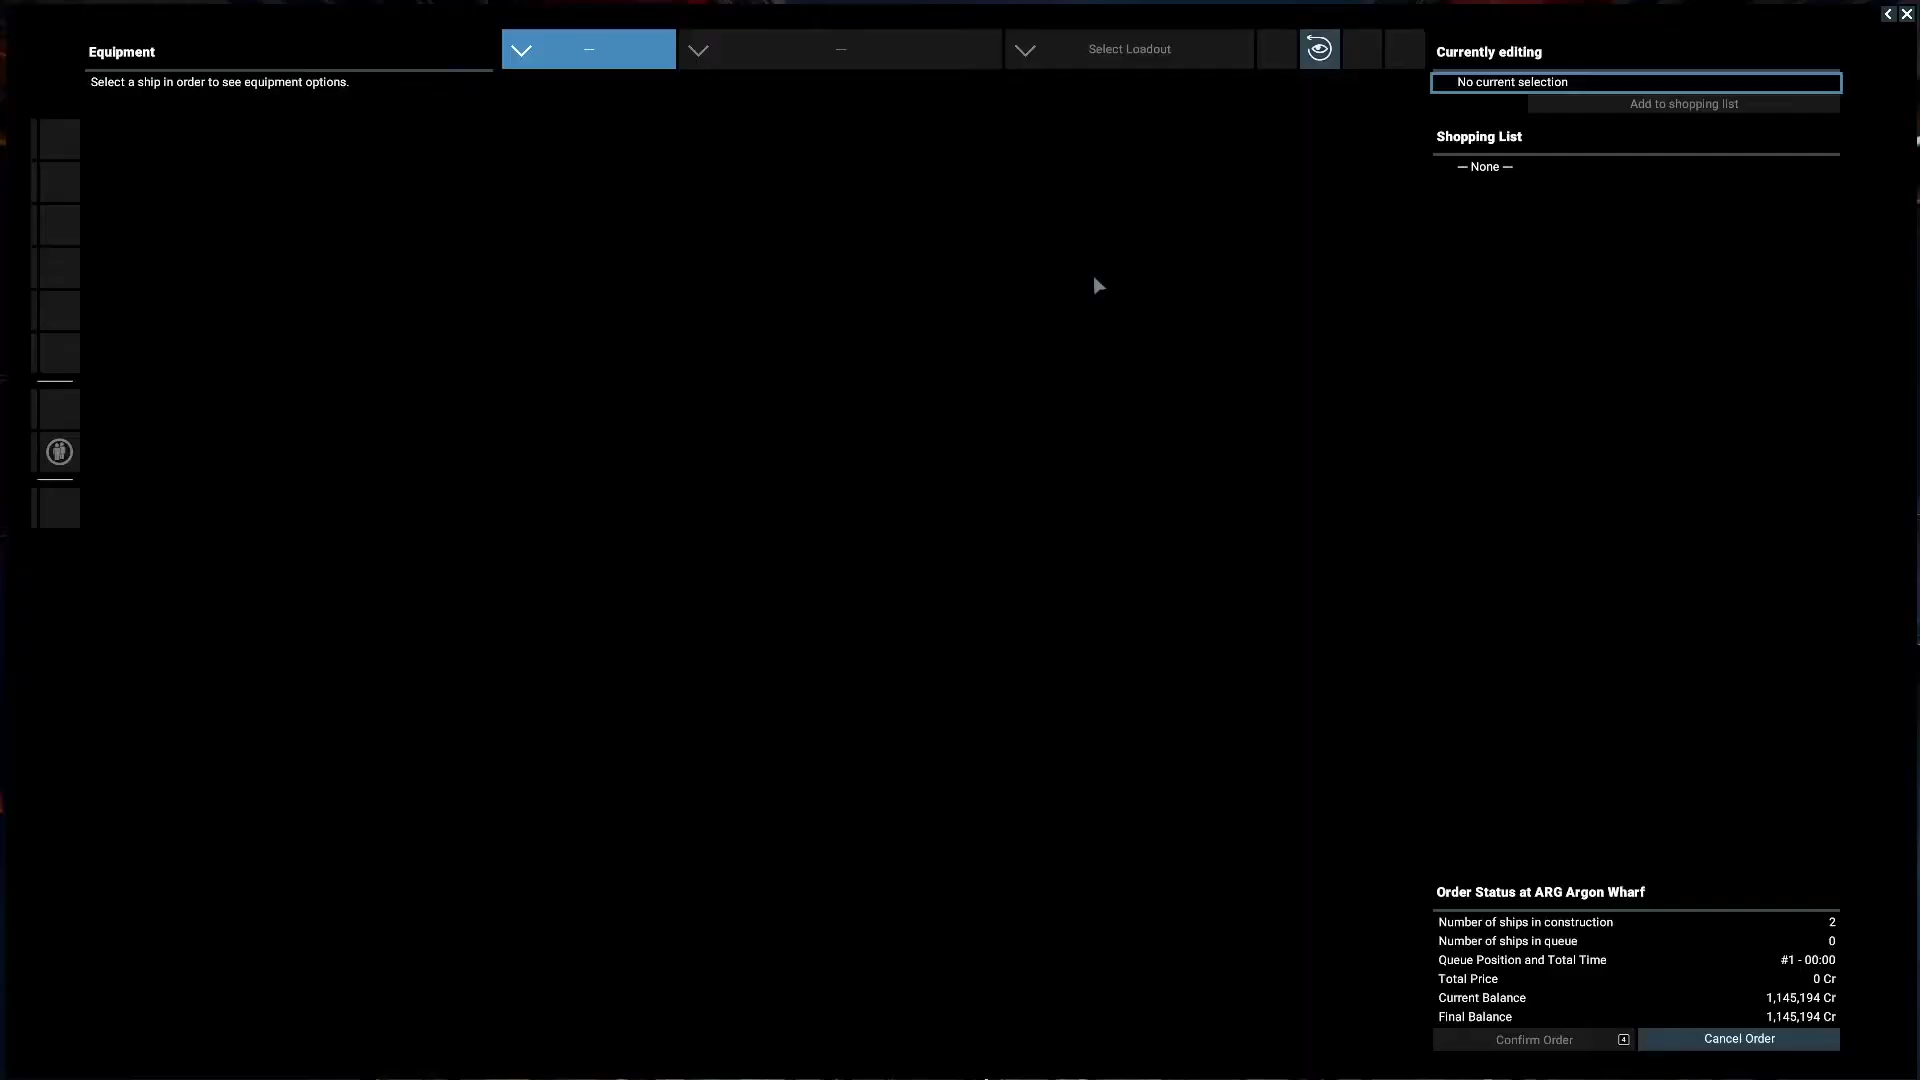 Equipment
Select a ship in order to see equipment options.
—
—
Select Loadout
Currently editing
No current selection
Add to shopping list
Shopping List
— None —
Order Status at ARG Argon Wharf
Number of ships in construction 2
Number of ships in queue 0
Queue Position and Total Time #1 - 00:00
Total Price 0 Cr
Current Balance 1,145,194 Cr
Final Balance 1,145,194 Cr
Confirm Order 4
Cancel Order